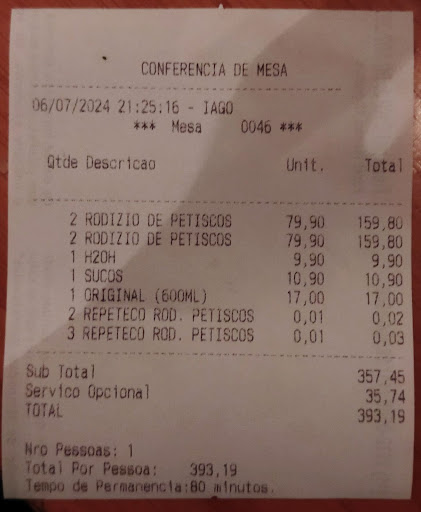 CONFERENCIA DE MESA
06/07/2024 21:25:16 - IAGO
*** Mesa 0046 ***
Qtde Descricao Unit. Total
2 RODIZIO DE PETISCOS 79,90 159,80
2 RODIZIO DE PETISCOS 79,90 159,80
1 H2OH 9,90 9,90
1 SUCOS 10,90 10,90
1 ORIGINAL (600ML) 17,00 17,00
2 REPETECO ROD. PETISCOS 0,01 0,02
3 REPETECO ROD. PETISCOS 0,01 0,03
Sub Total 357,45
Servico Opcional 35,74
TOTAL 393,19
Nro Pessoas: 1
Total Por Pessoa: 393,19
Tempo de Permanencia:80 minutos.